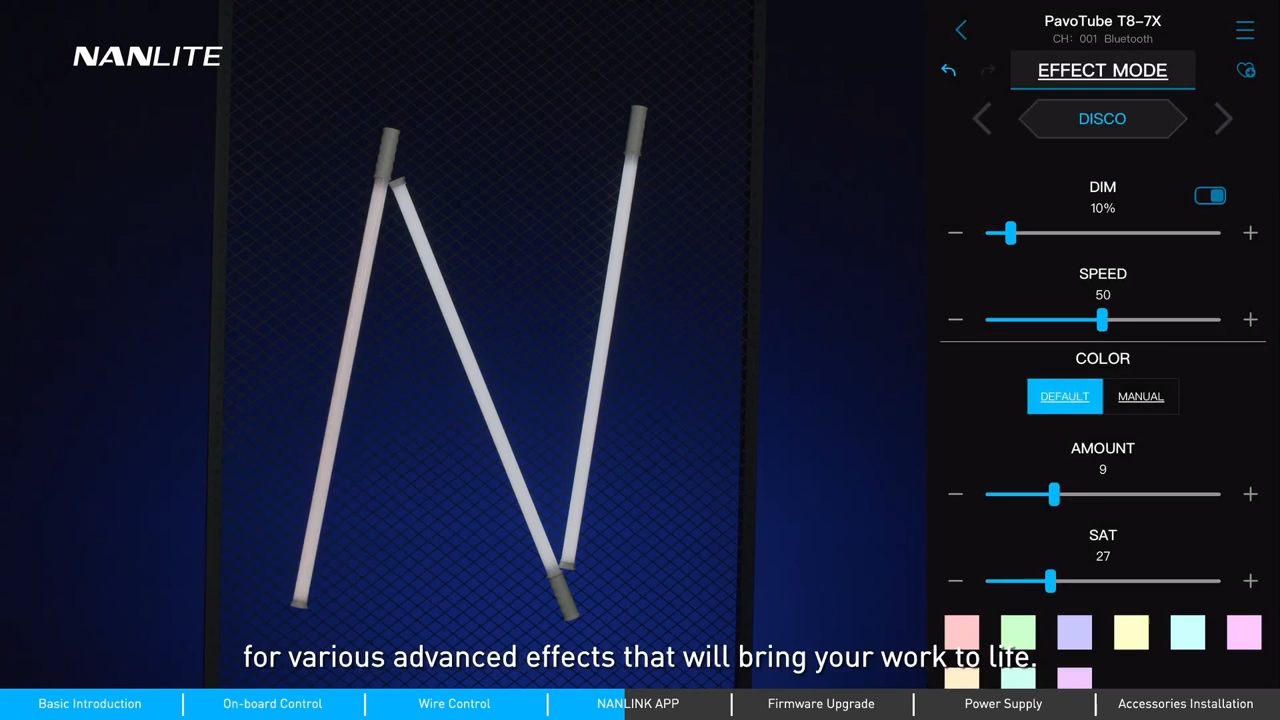 NANLITE
PavoTube T8-7X
CH: 001 Bluetooth
EFFECT MODE
DISCO
DIM
10%
SPEED
50
COLOR
DEFAULT MANUAL
AMOUNT
9
SAT
27
for various advanced effects that will bring your work to life.
Basic Introduction On-board Control Wire Control NANLINK APP Firmware Upgrade Power Supply Accessories Installation